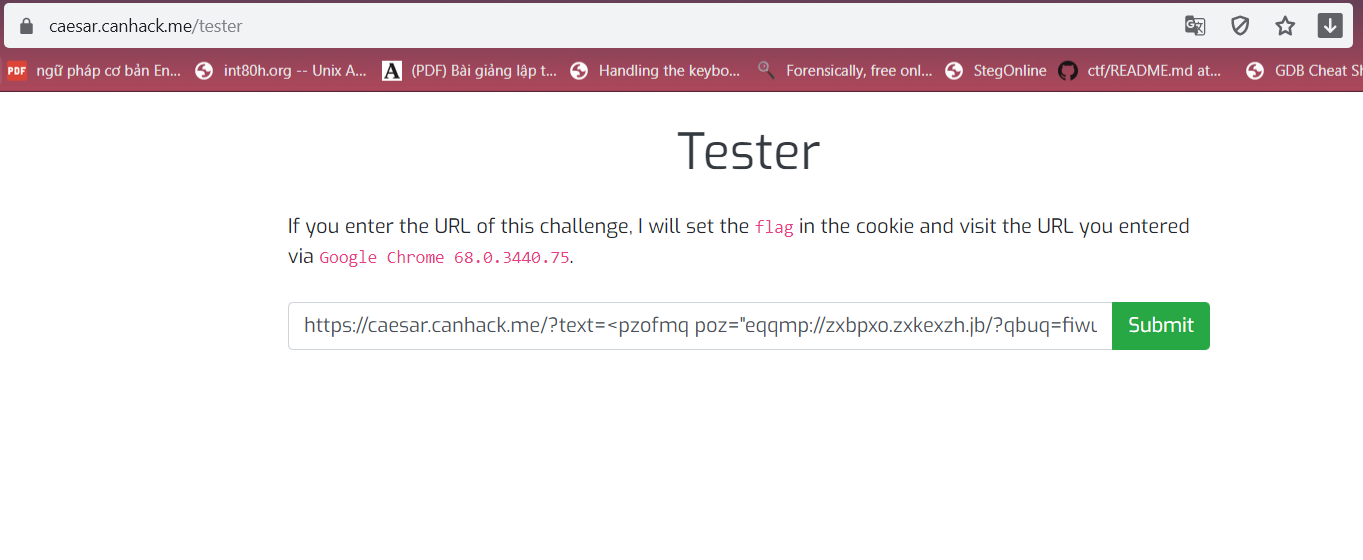 caesar.canhack.me/tester
PDF ngữ pháp cơ bản En... int80h.org -- Unix A... A (PDF) Bài giảng lập t... Handling the keybo... Forensically, free onl... StegOnline ctf/README.md at... GDB Cheat Sh
Tester
If you enter the URL of this challenge, I will set the flag in the cookie and visit the URL you entered
via Google Chrome 68.0.3440.75.
https://caesar.canhack.me/?text=<pzofmq poz="eqqmp://zxbpxo.zxkexzh.jb/?qbuq=fiwu Submit